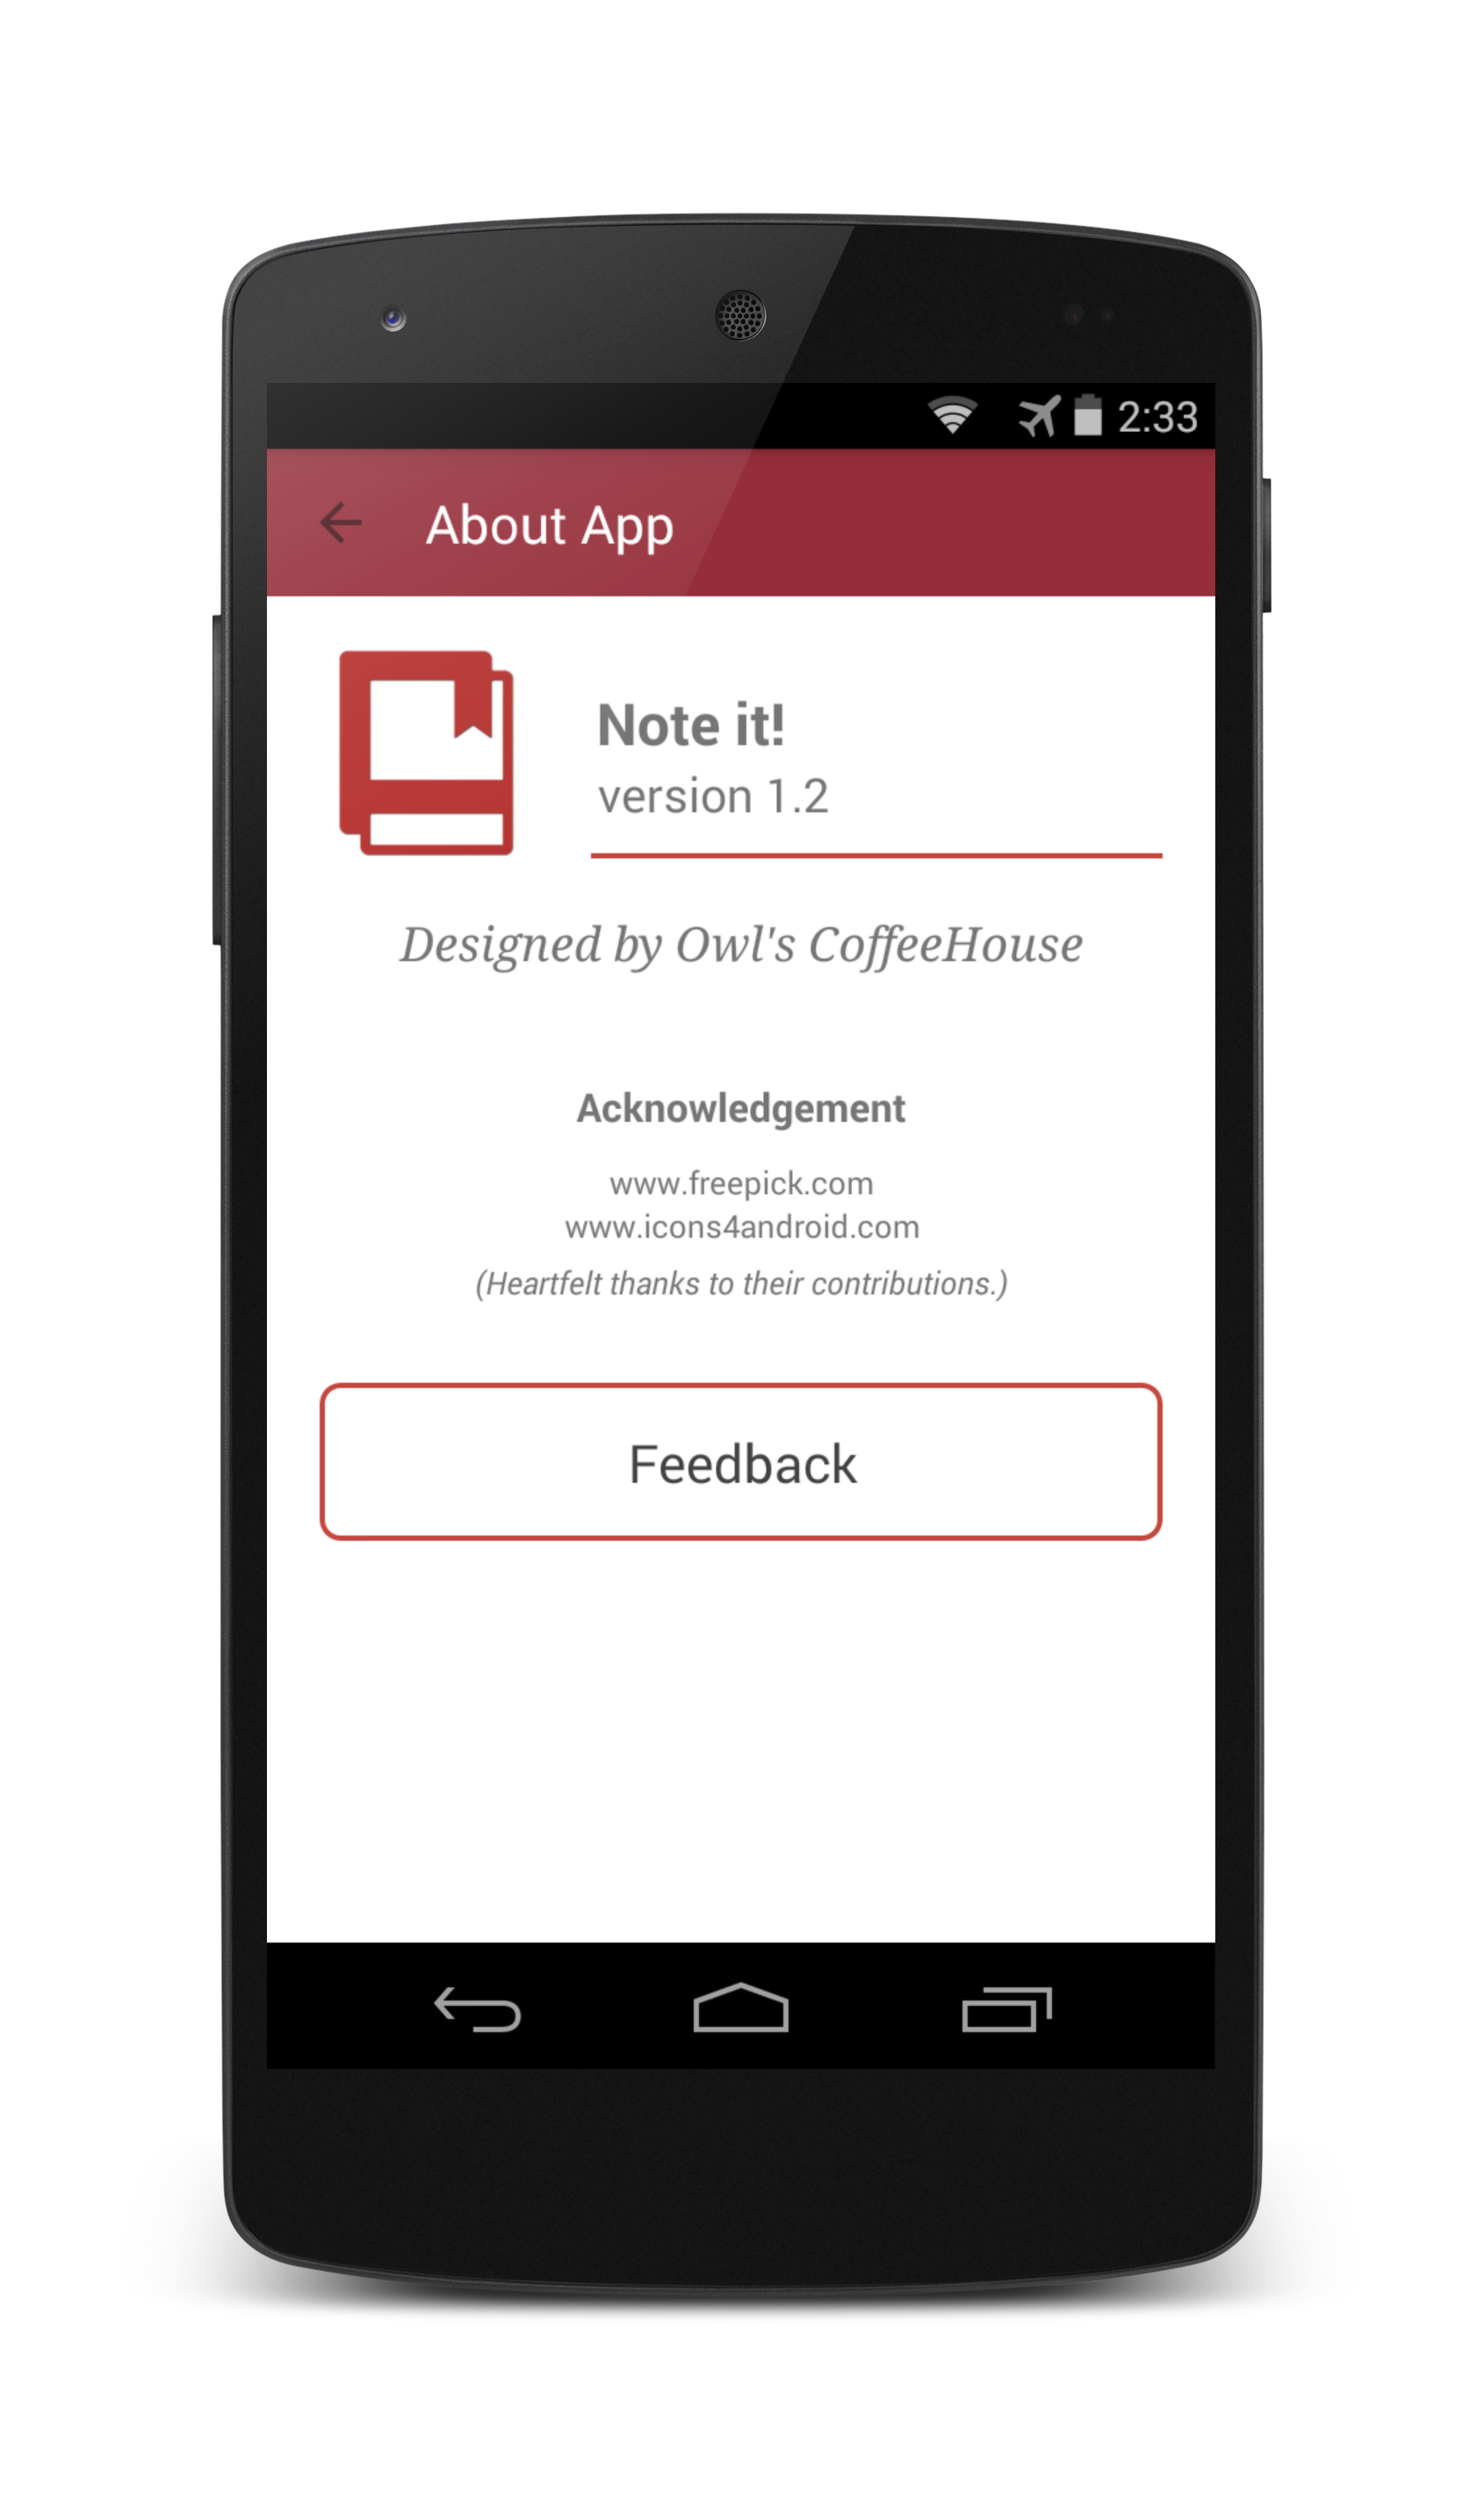 2:33
About App
Note it!
version 1.2
Designed by Owl's CoffeeHouse
Acknowledgement
www.freepick.com
www.icons4android.com
(Heartfelt thanks to their contributions.)
Feedback